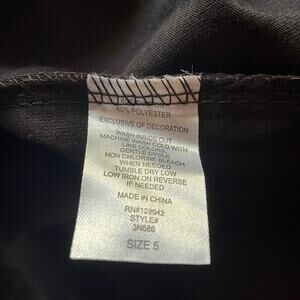 40% POLYESTER
EXCLUSIVE OF DECORATION
WASH INSIDE OUT
MACHINE WASH COLD WITH
LIKE COLORS
GENTLE CYCLE
NON CHLORINE BLEACH
WHEN NEEDED
TUMBLE DRY LOW
LOW IRON ON REVERSE
IF NEEDED
MADE IN CHINA
RN#129942
STYLE#
3N686
SIZE 5